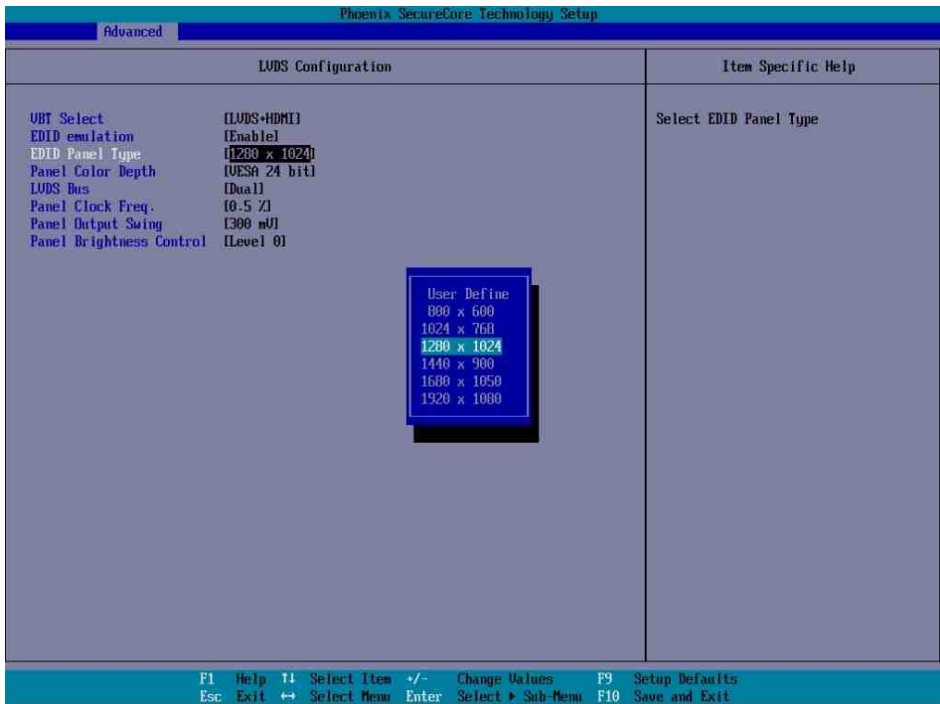 Phoenix SecureCore Technology Setup
Advanced
LVDS Configuration
Item Specific Help
VBT Select [LVDS+HDMI]
Select EDID Panel Type
EDID emulation [Enable]
EDID Panel Type [1280 x 1024]
Panel Color Depth [VESA 24 bit]
LVDS Bus [Dual]
Panel Clock Freq. [0.5 %]
Panel Output Swing [300 mV]
Panel Brightness Control [Level 0]
User Define
800 x 600
1024 x 768
1280 x 1024
1440 x 900
1680 x 1050
1920 x 1080
F1 Help ↑↓ Select Item +/- Change Values F9 Setup Defaults
Esc Exit ↔ Select Menu Enter Select ▶ Sub-Menu F10 Save and Exit